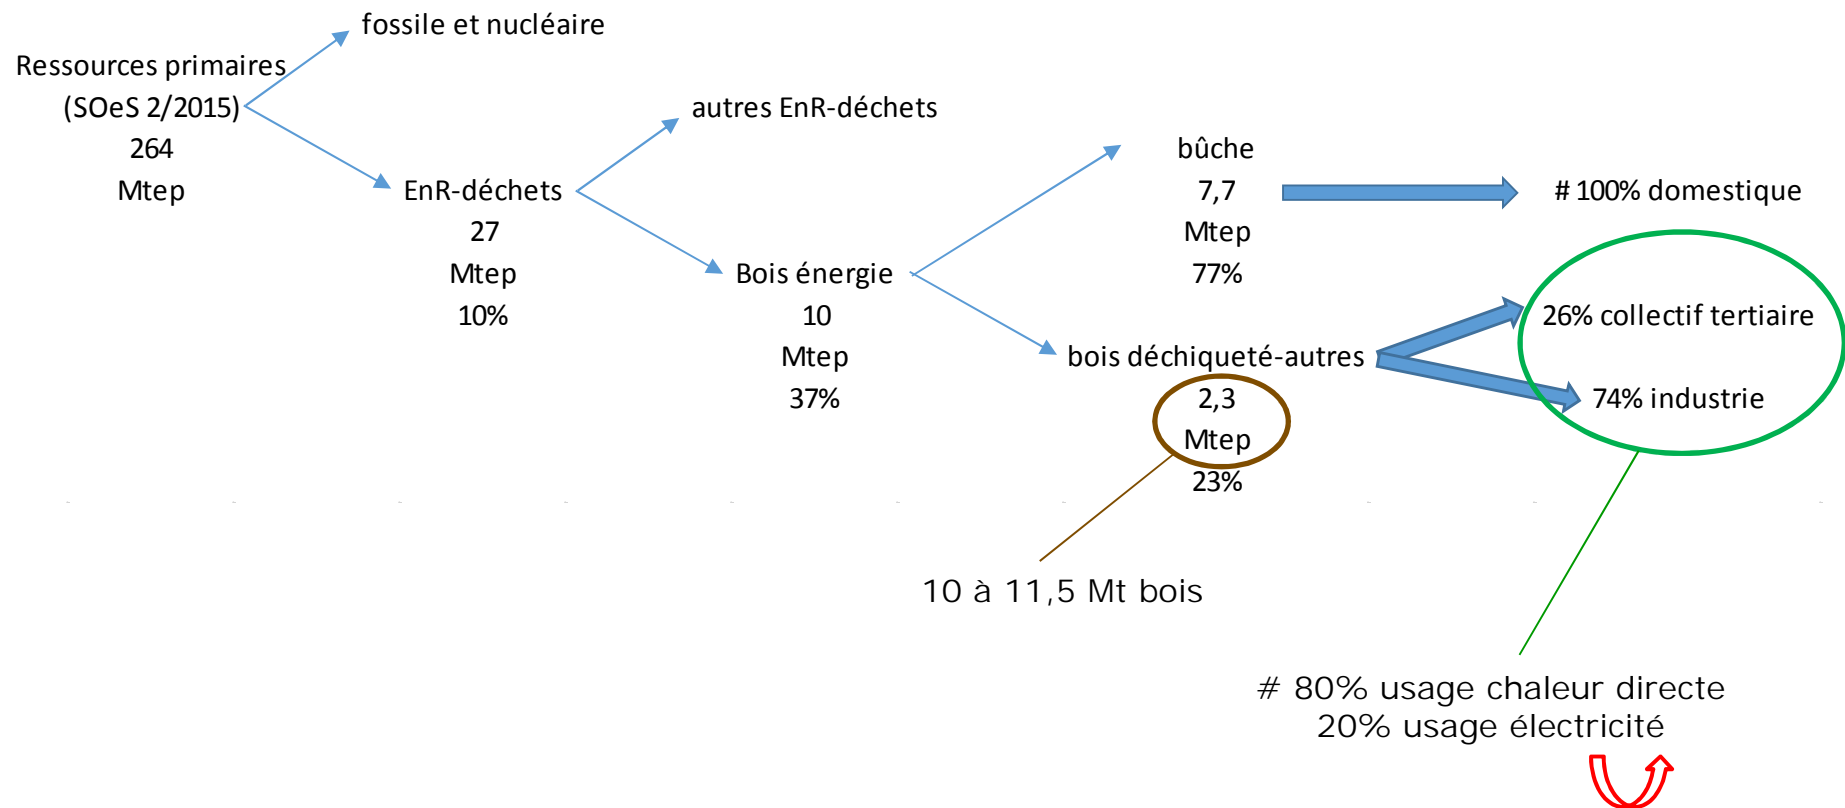 fossile et nucléaire
Ressources primaires
(SOeS 2/2015)
264
Mtep
autres EnR-déchets
EnR-déchets
27
Mtep
10%
bûche
7,7
Mtep
77%
# 100% domestique
Bois énergie
10
Mtep
37%
bois déchiqueté-autres
2,3
Mtep
23%
26% collectif tertiaire
74% industrie
10 à 11,5 Mt bois
# 80% usage chaleur directe
20% usage électricité